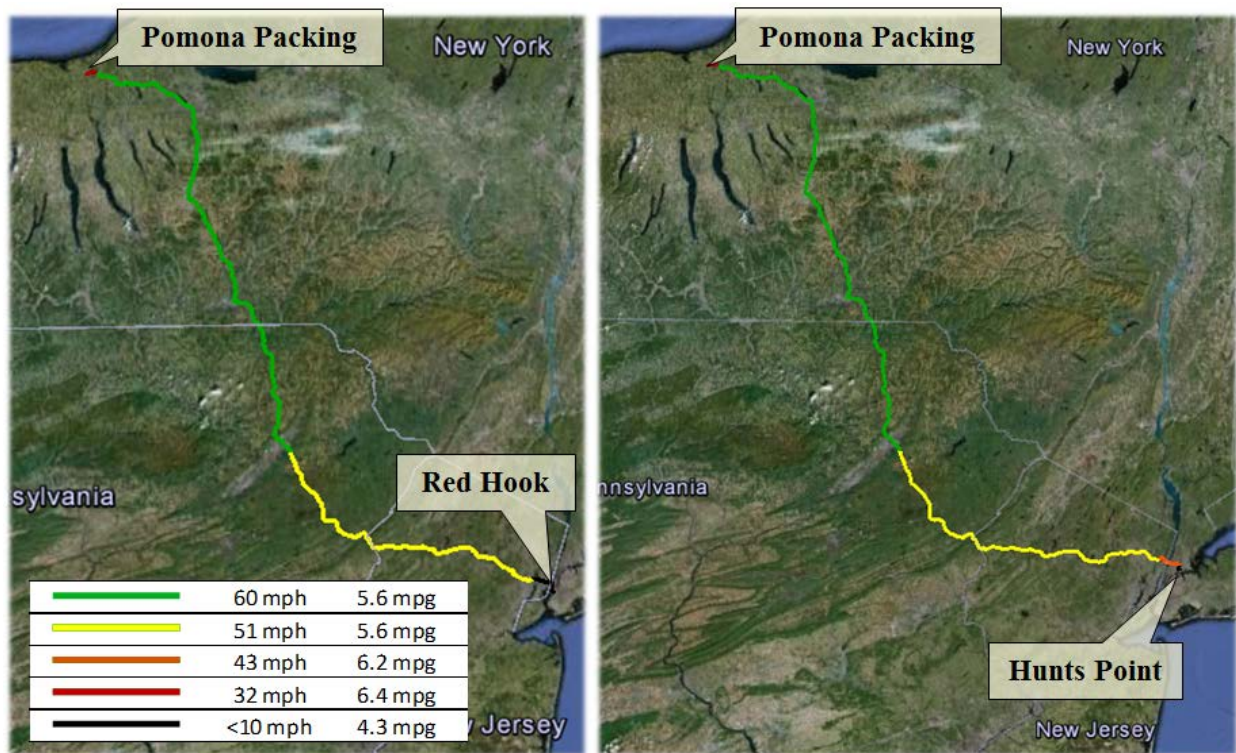 Pomona Packing
New York
sylvania
Red Hook
60 mph 5.6 mpg
51 mph 5.6 mpg
43 mph 6.2 mpg
32 mph 6.4 mpg
<10 mph 4.3 mpg
Jersey
Pomona Packing
New York
nnsylvania
Hunts Point
New Jersey